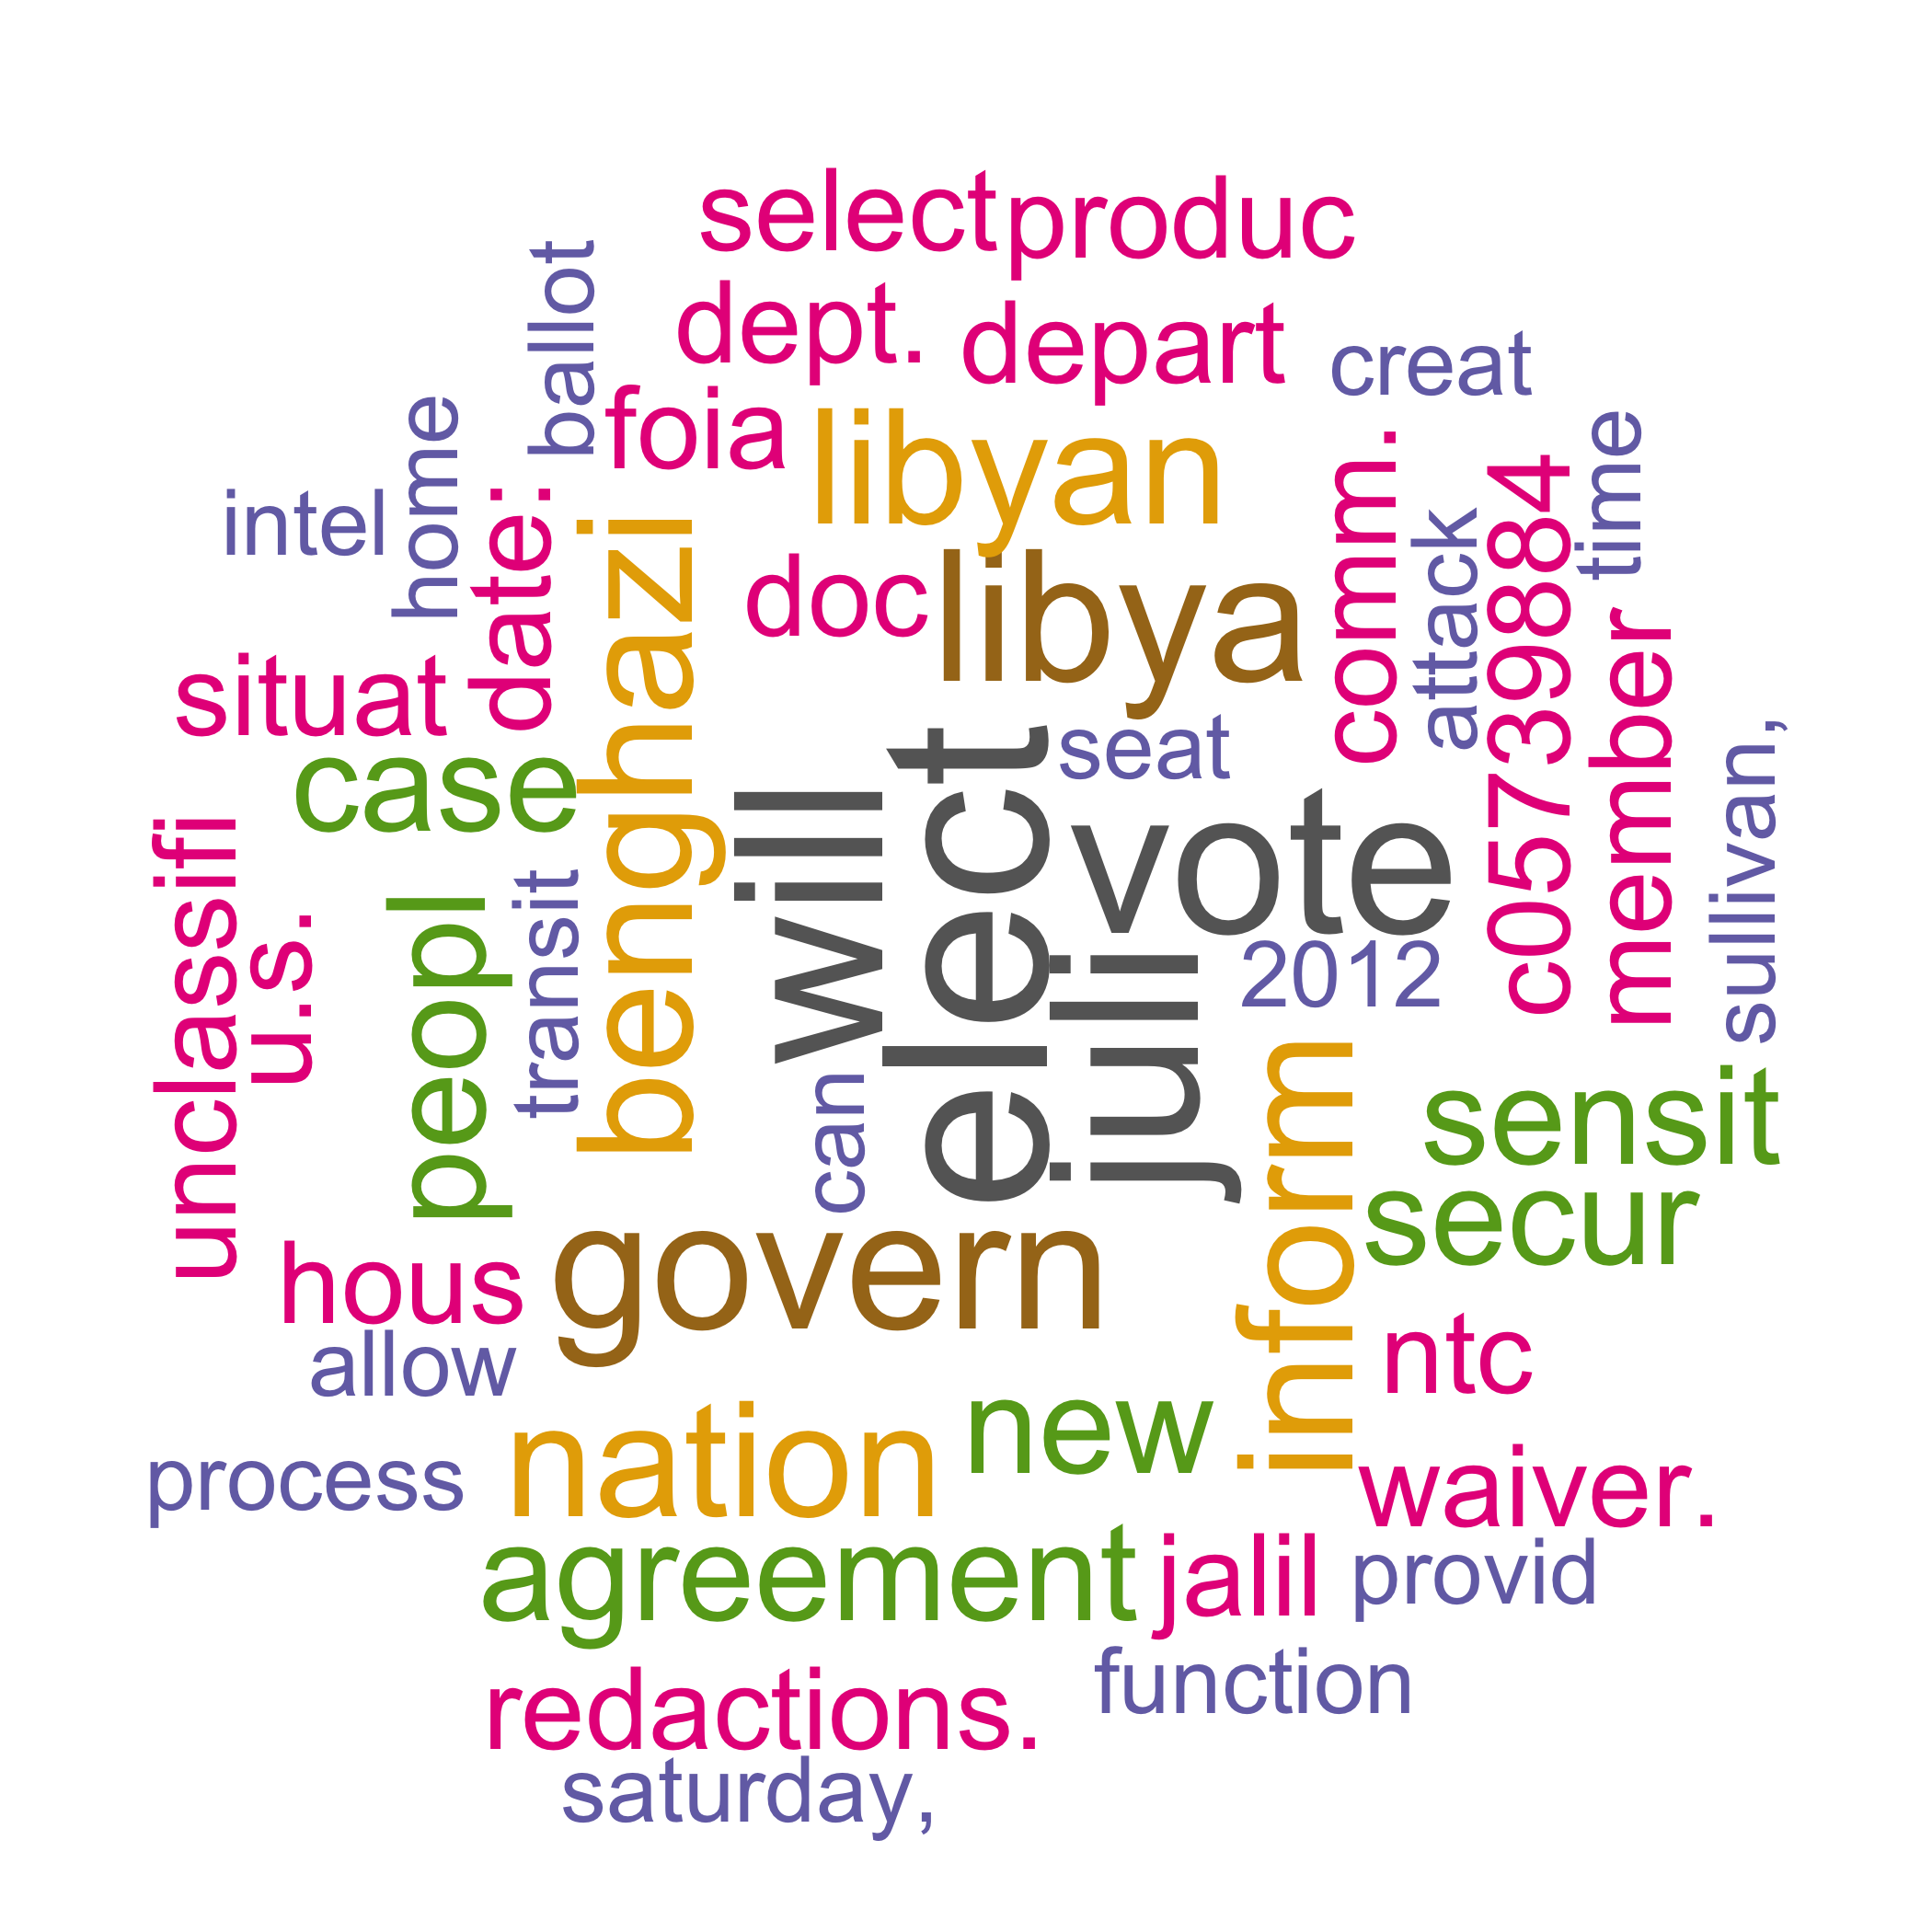 select
produc
dept.
depart
creat
ballot
foia
libyan
home
intel
date:
comm.
attack
c05739884
time
benghazi
doc
libya
member
situat
case
elect
seat
will
vote
sullivan,
unclassifi
u.s.
peopl
transit
juli
2012
can
inform
sensit
secur
hous
govern
ntc
allow
nation
new
process
waiver.
agreement
jalil
provid
redactions.
function
saturday,